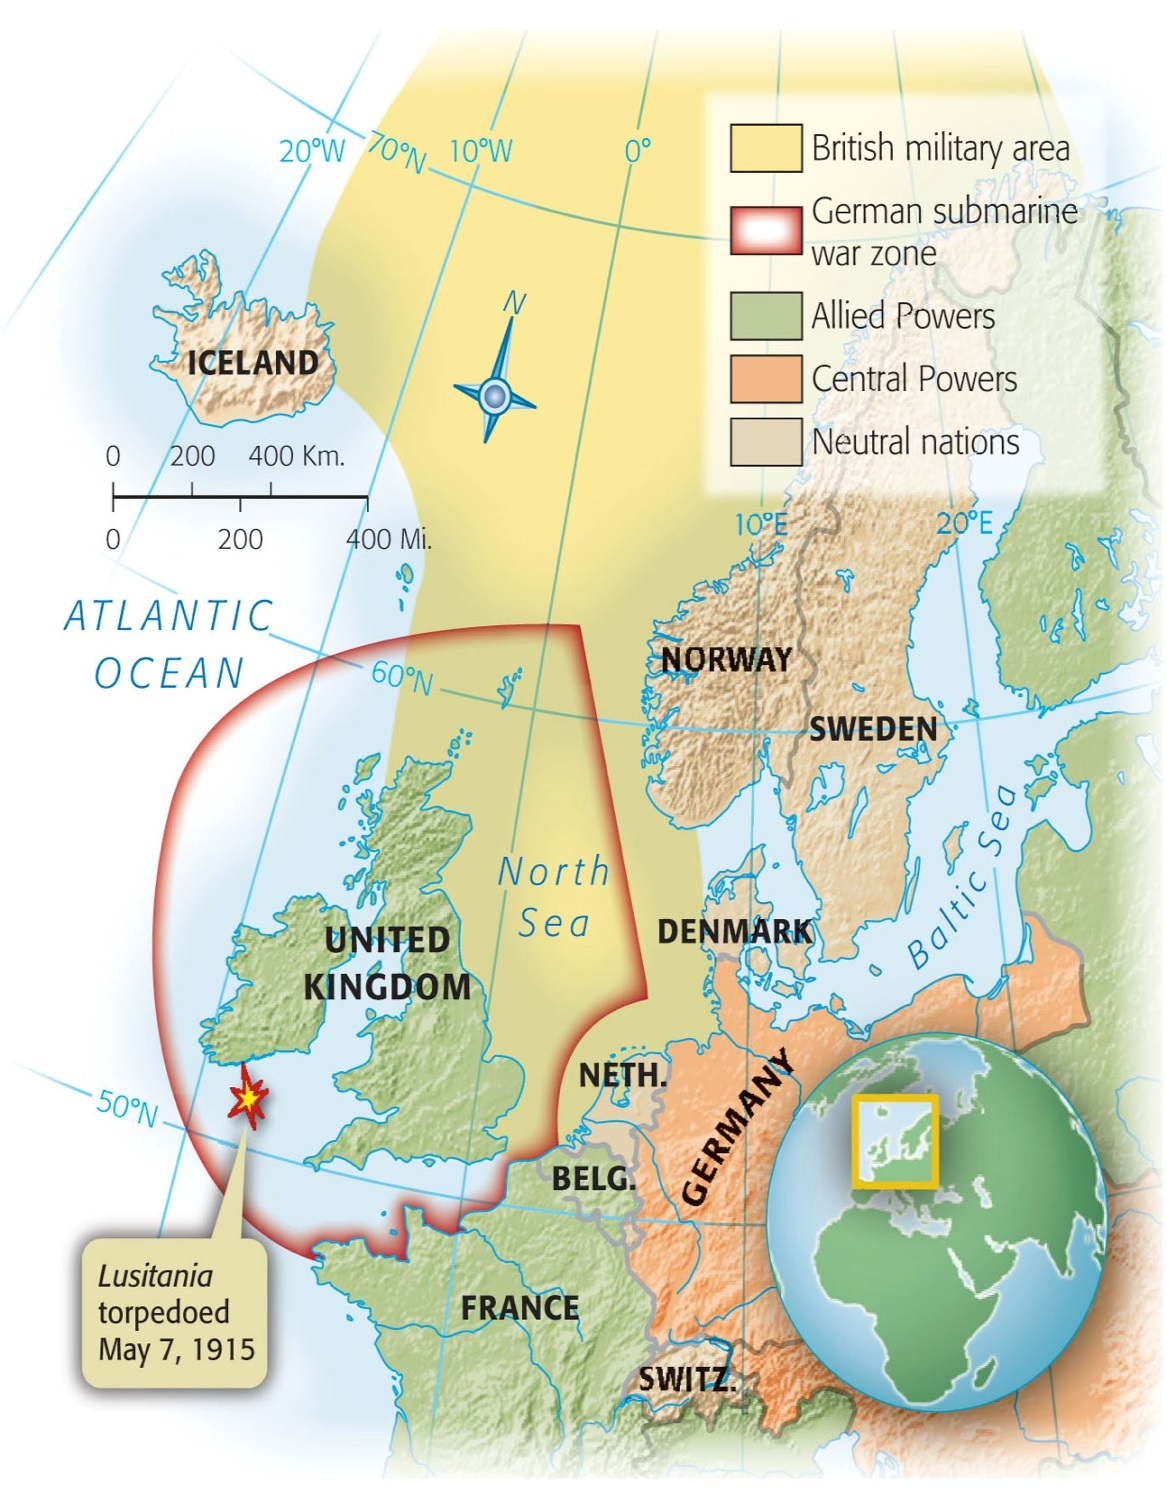 20°W
70°N
10°W
0°
British military area
German submarine
war zone
Allied Powers
Central Powers
Neutral nations
N
ICELAND
0 200 400 Km.
0 200 400 Mi.
10°E
20°E
ATLANTIC
OCEAN
60°N
NORWAY
SWEDEN
North
Sea
Baltic Sea
DENMARK
UNITED
KINGDOM
NETH.
GERMANY
50°N
BELG.
Lusitania
torpedoed
May 7, 1915
FRANCE
SWITZ.